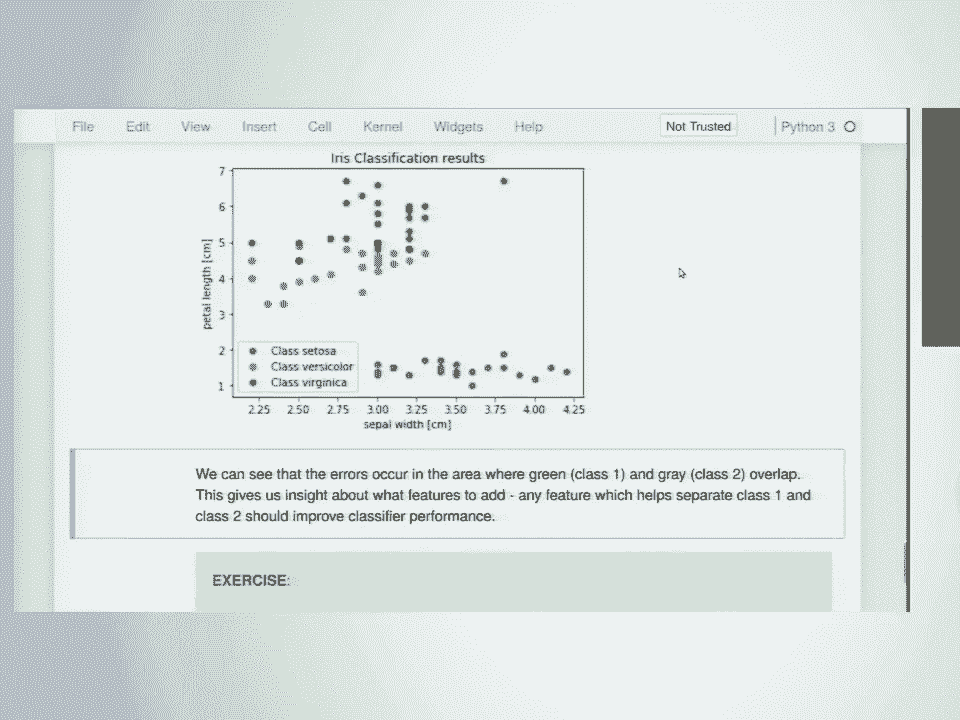 File Edit View Insert Cell Kernel Widgets Help Not Trusted Python 3
Iris Classification results
7
6
5
4
3
2
1
petal length [cm]
Class setosa
Class versicolor
Class virginica
2.25 2.50 2.75 3.00 3.25 3.50 3.75 4.00 4.25
sepal width [cm]
We can see that the errors occur in the area where green (class 1) and gray (class 2) overlap.
This gives us insight about what features to add - any feature which helps separate class 1 and
class 2 should improve classifier performance.
EXERCISE: